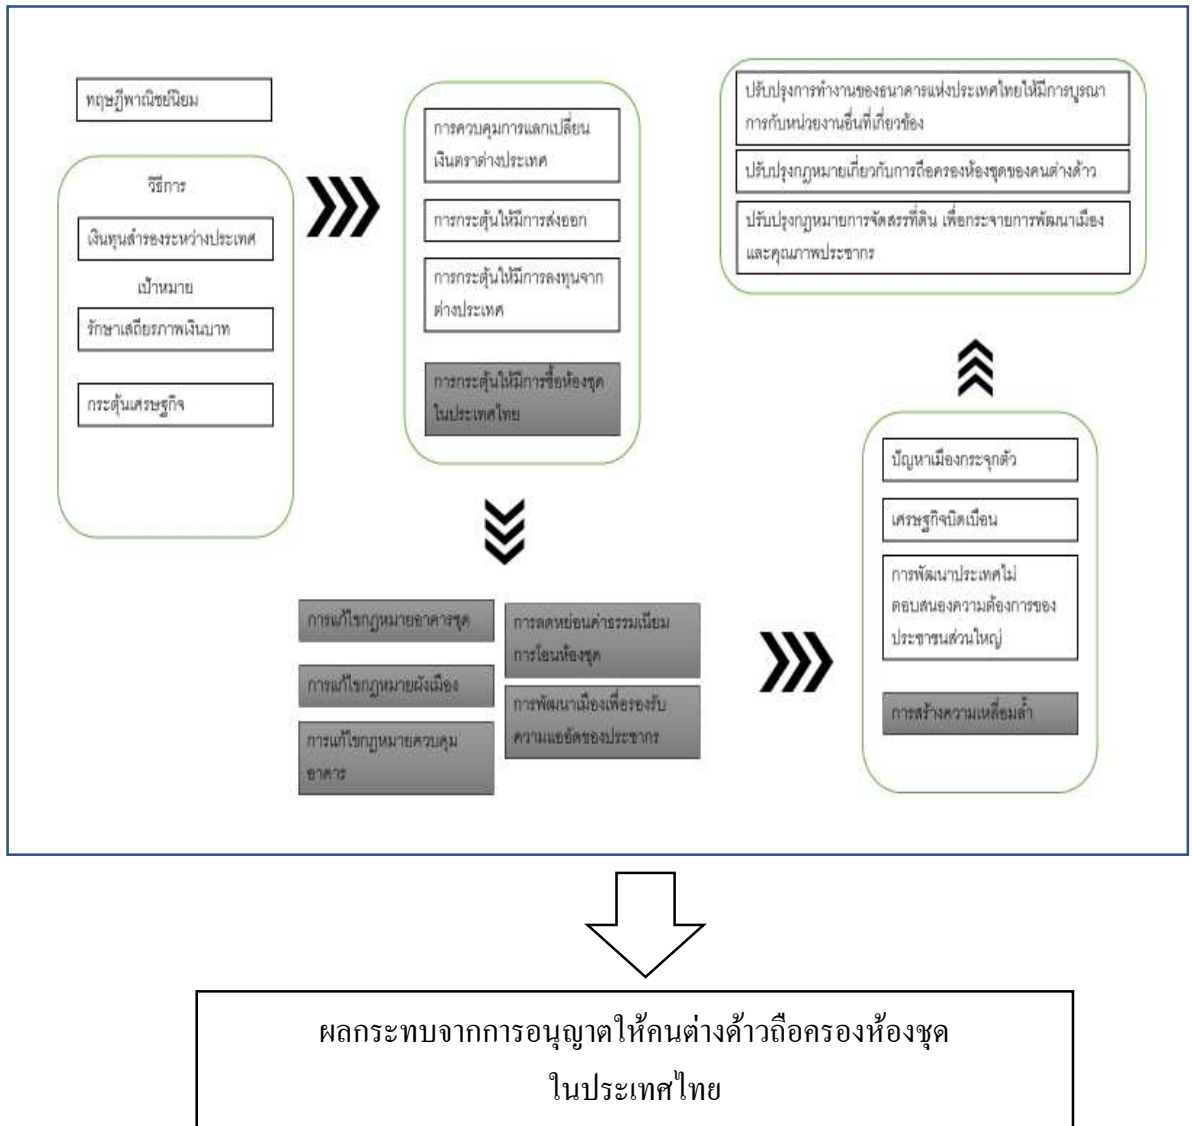 ทฤษฎีพาณิชย์นิยม
วิธีการ
เงินทุนสำรองระหว่างประเทศ
เป้าหมาย
รักษาเสถียรภาพเงินบาท
กระตุ้นเศรษฐกิจ
การควบคุมการแลกเปลี่ยน
เงินตราต่างประเทศ
การกระตุ้นให้มีการส่งออก
การกระตุ้นให้มีการลงทุนจาก
ต่างประเทศ
การกระตุ้นให้มีการซื้อห้องชุด
ในประเทศไทย
การแก้ไขกฎหมายอาคารชุด
การแก้ไขกฎหมายผังเมือง
การแก้ไขกฎหมายควบคุม
อาคาร
การลดหย่อนค่าธรรมเนียม
การโอนห้องชุด
การพัฒนาเมืองเพื่อรองรับ
ความแออัดของประชากร
ปัญหาเมืองกระจุกตัว
เศรษฐกิจบิดเบือน
การพัฒนาประเทศไม่
ตอบสนองความต้องการของ
ประชาชนส่วนใหญ่
การสร้างความเหลื่อมล้ำ
ปรับปรุงการทำงานของธนาคารแห่งประเทศไทยให้มีการบูรณา
การกับหน่วยงานอื่นที่เกี่ยวข้อง
ปรับปรุงกฎหมายเกี่ยวกับการถือครองห้องชุดของคนต่างด้าว
ปรับปรุงกฎหมายการจัดสรรที่ดิน เพื่อกระจายการพัฒนาเมือง
และคุณภาพประชากร
ผลกระทบจากการอนุญาตให้คนต่างด้าวถือครองห้องชุด
ในประเทศไทย